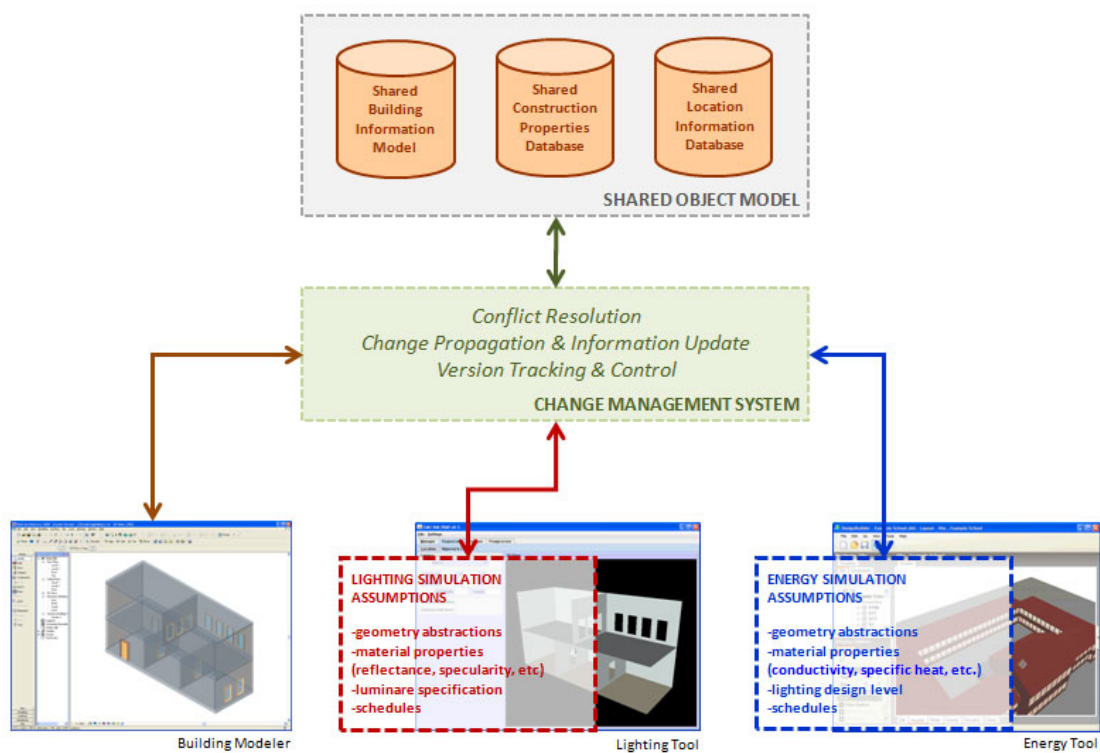 Shared
Building
Information
Model
Shared
Construction
Properties
Database
Shared
Location
Information
Database
SHARED OBJECT MODEL
Conflict Resolution
Change Propagation & Information Update
Version Tracking & Control
CHANGE MANAGEMENT SYSTEM
LIGHTING SIMULATION
ASSUMPTIONS
-geometry abstractions
-material properties
(reflectance, specularity, etc)
-luminare specification
-schedules
ENERGY SIMULATION
ASSUMPTIONS
-geometry abstractions
-material properties
(conductivity, specific heat, etc.)
-lighting design level
-schedules
Building Modeler
Lighting Tool
Energy Tool